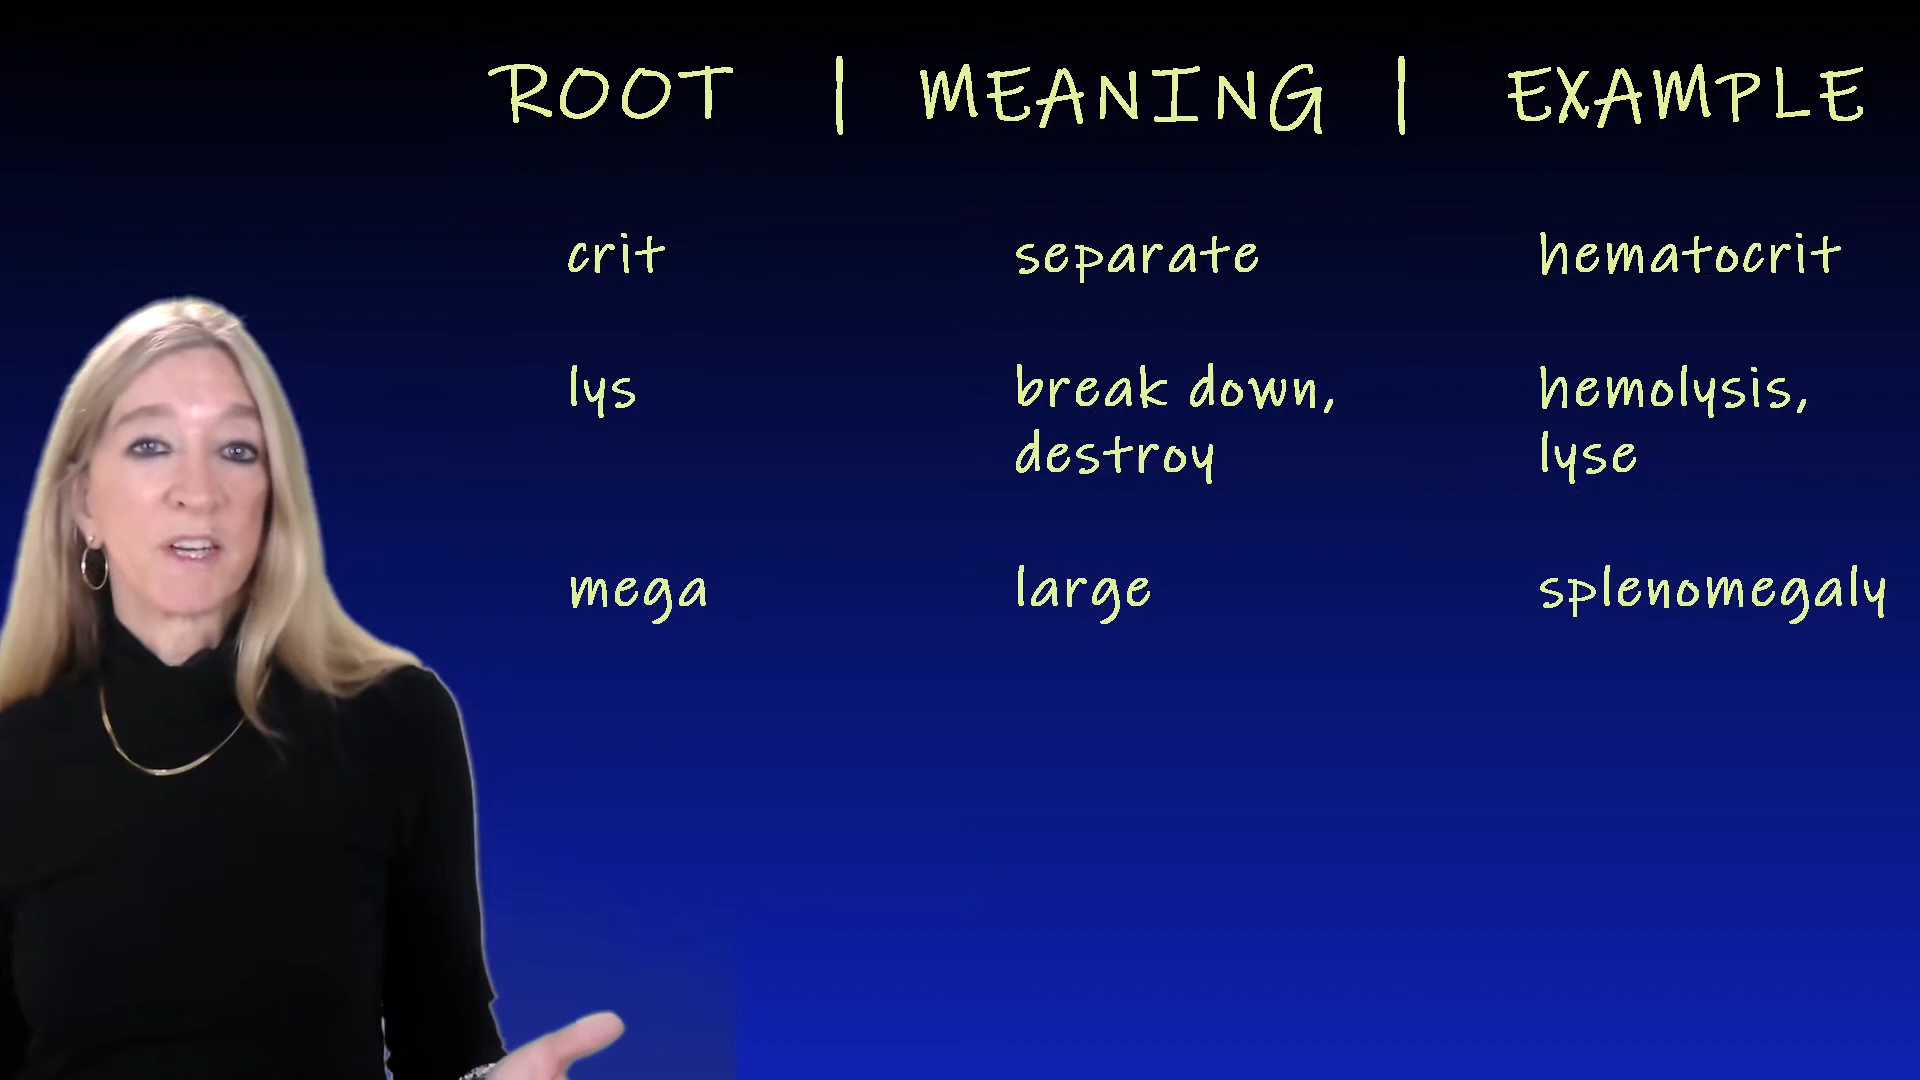 ROOT | MEANING | EXAMPLE
crit separate hematocrit
lys break down, hemolysis,
destroy lyse
mega large splenomegaly